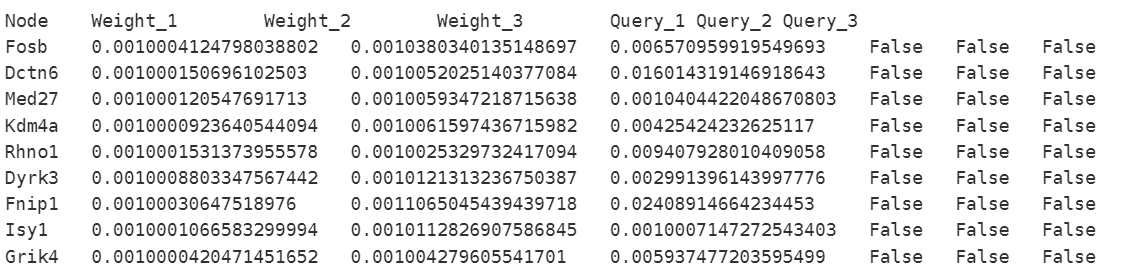 Node Weight_1 Weight_2 Weight_3 Query_1 Query_2 Query_3
Fosb 0.0010004124798038802 0.0010380340135148697 0.006570959919549693 False False False
Dctn6 0.001000150696102503 0.0010052025140377084 0.016014319146918643 False False False
Med27 0.001000120547691713 0.0010059347218715638 0.0010404422048670803 False False False
Kdm4a 0.0010000923640544094 0.0010061597436715982 0.00425424232625117 False False False
Rhno1 0.0010001531373955578 0.0010025329732417094 0.009407928010409058 False False False
Dyrk3 0.0010008803347567442 0.0010121313236750387 0.002991396143997776 False False False
Fnip1 0.00100030647518976 0.0011065045439439718 0.02408914664234453 False False False
Isy1 0.0010001066583299994 0.0010112826907586845 0.0010007147272543403 False False False
Grik4 0.0010000420471451652 0.001004279605541701 0.005937477203595499 False False False